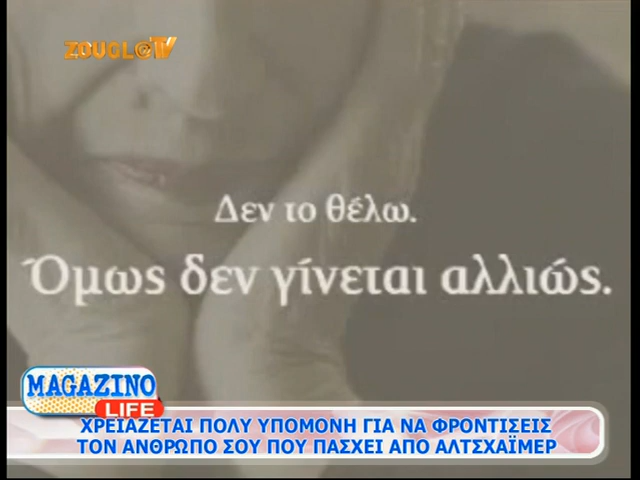 ZOUGL@TV
Δεν το θέλω.
Όμως δεν γίνεται αλλιώς.
MAGAZINO
LIFE
ΧΡΕΙΑΖΕΤΑΙ ΠΟΛΥ ΥΠΟΜΟΝΗ ΓΙΑ ΝΑ ΦΡΟΝΤΙΣΕΙΣ
ΤΟΝ ΑΝΘΡΩΠΟ ΣΟΥ ΠΟΥ ΠΑΣΧΕΙ ΑΠΟ ΑΛΤΣΧΑΪΜΕΡ